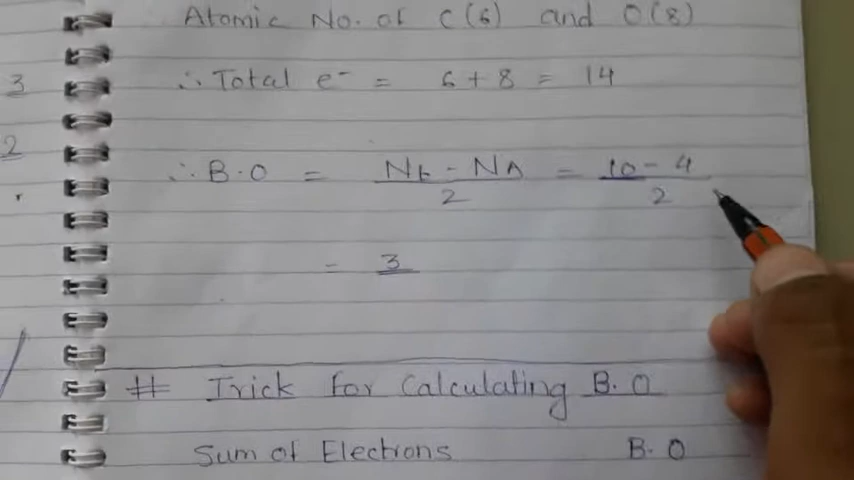 Atomic No. of C(6) and O(8)
3
∴ Total e⁻ = 6 + 8 = 14
2
∴ B.O = Nb - NA / 2 = 10 - 4 / 2
= 3
# Trick For Calculating B.O
Sum of Electrons B.O